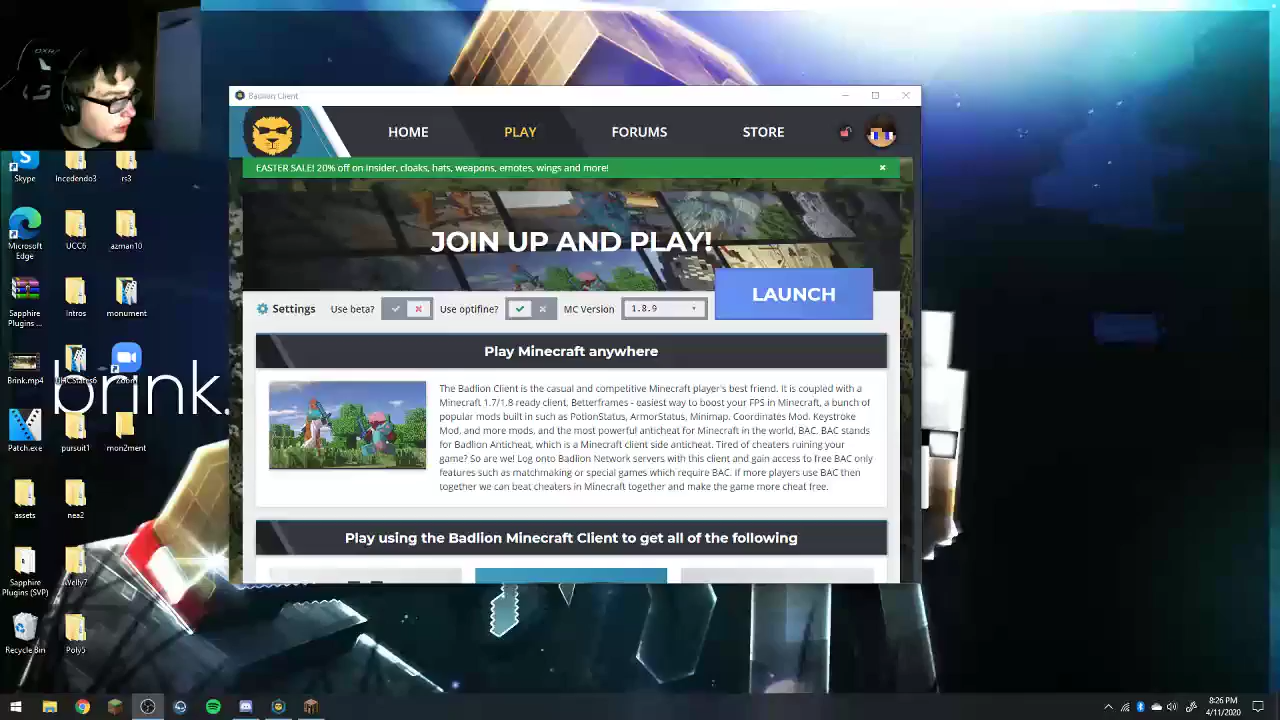 Badlion Client
HOME
PLAY
FORUMS
STORE
EASTER SALE! 20% off on Insider, cloaks, hats, weapons, emotes, wings and more!
JOIN UP AND PLAY!
LAUNCH
Settings
Use beta?
Use optifine?
MC Version
1.8.9
Play Minecraft anywhere
The Badlion Client is the casual and competitive Minecraft player's best friend. It is coupled with a
Minecraft 1.7/1.8 ready client, Betterframes - easiest way to boost your FPS in Minecraft, a bunch of
popular mods built in such as PotionStatus, ArmorStatus, Minimap, Coordinates Mod, Keystroke
Mod, and more mods, and the most powerful anticheat for Minecraft in the world, BAC. BAC stands
for Badlion Anticheat, which is a Minecraft client side anticheat. Tired of cheaters ruining your
game? So are we! Log onto Badlion Network servers with this client and gain access to free BAC only
features such as matchmaking or special games which require BAC. If more players use BAC then
together we can beat cheaters in Minecraft together and make the game more cheat free.
Play using the Badlion Minecraft Client to get all of the following
Skype
Incedendo3
rs3
Microsoft
Edge
UCC6
azman10
Sapphire
Plugins ...
Intros
monument
Brink.mp4
UHCStats6
Zoom
brink.
Patch.exe
pursuit1
mon2ment
assets
nea2
Sapphire
Plugins (SVP)
Welly7
Recycle Bin
Poly5
8:26 PM
4/11/2020